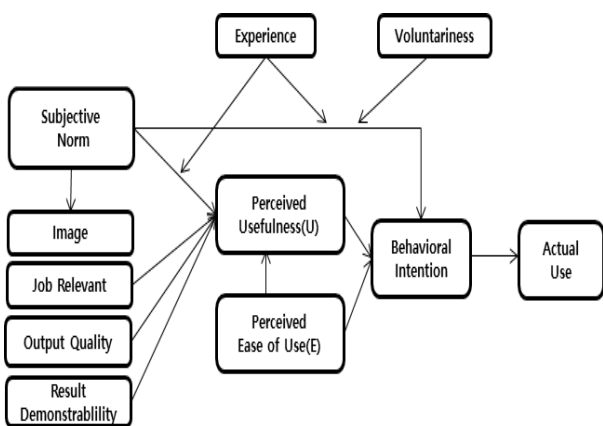 Experience
Voluntariness
Subjective
Norm
Image
Job Relevant
Output Quality
Result
Demonstrablility
Perceived
Usefulness(U)
Perceived
Ease of Use(E)
Behavioral
Intention
Actual
Use